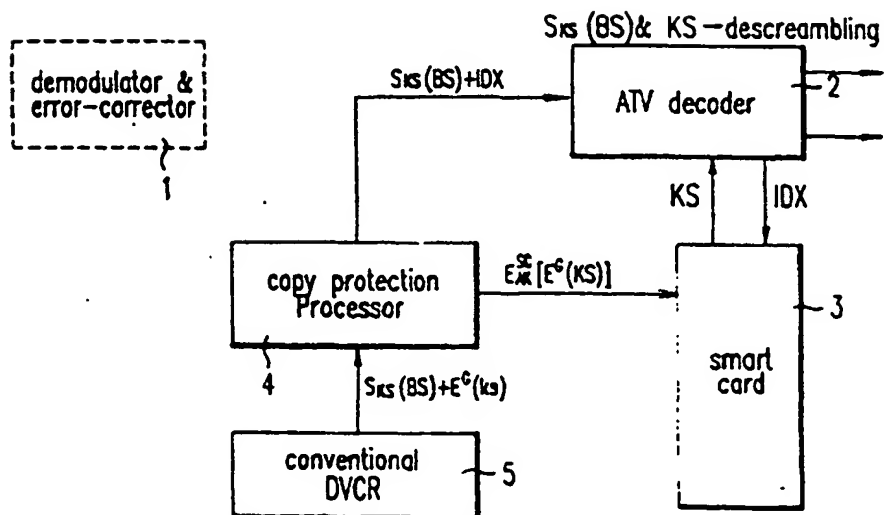 SKS(BS)& KS→descreambling
demodulator &
error-corrector
1
SKS(BS)+IDX
ATV decoder
2
KS
IDX
copy protection
Processor
4
E^SC_AK[E^G(KS)]
smart
card
3
SKS(BS)+E^G(ks)
conventional
DVCR
5